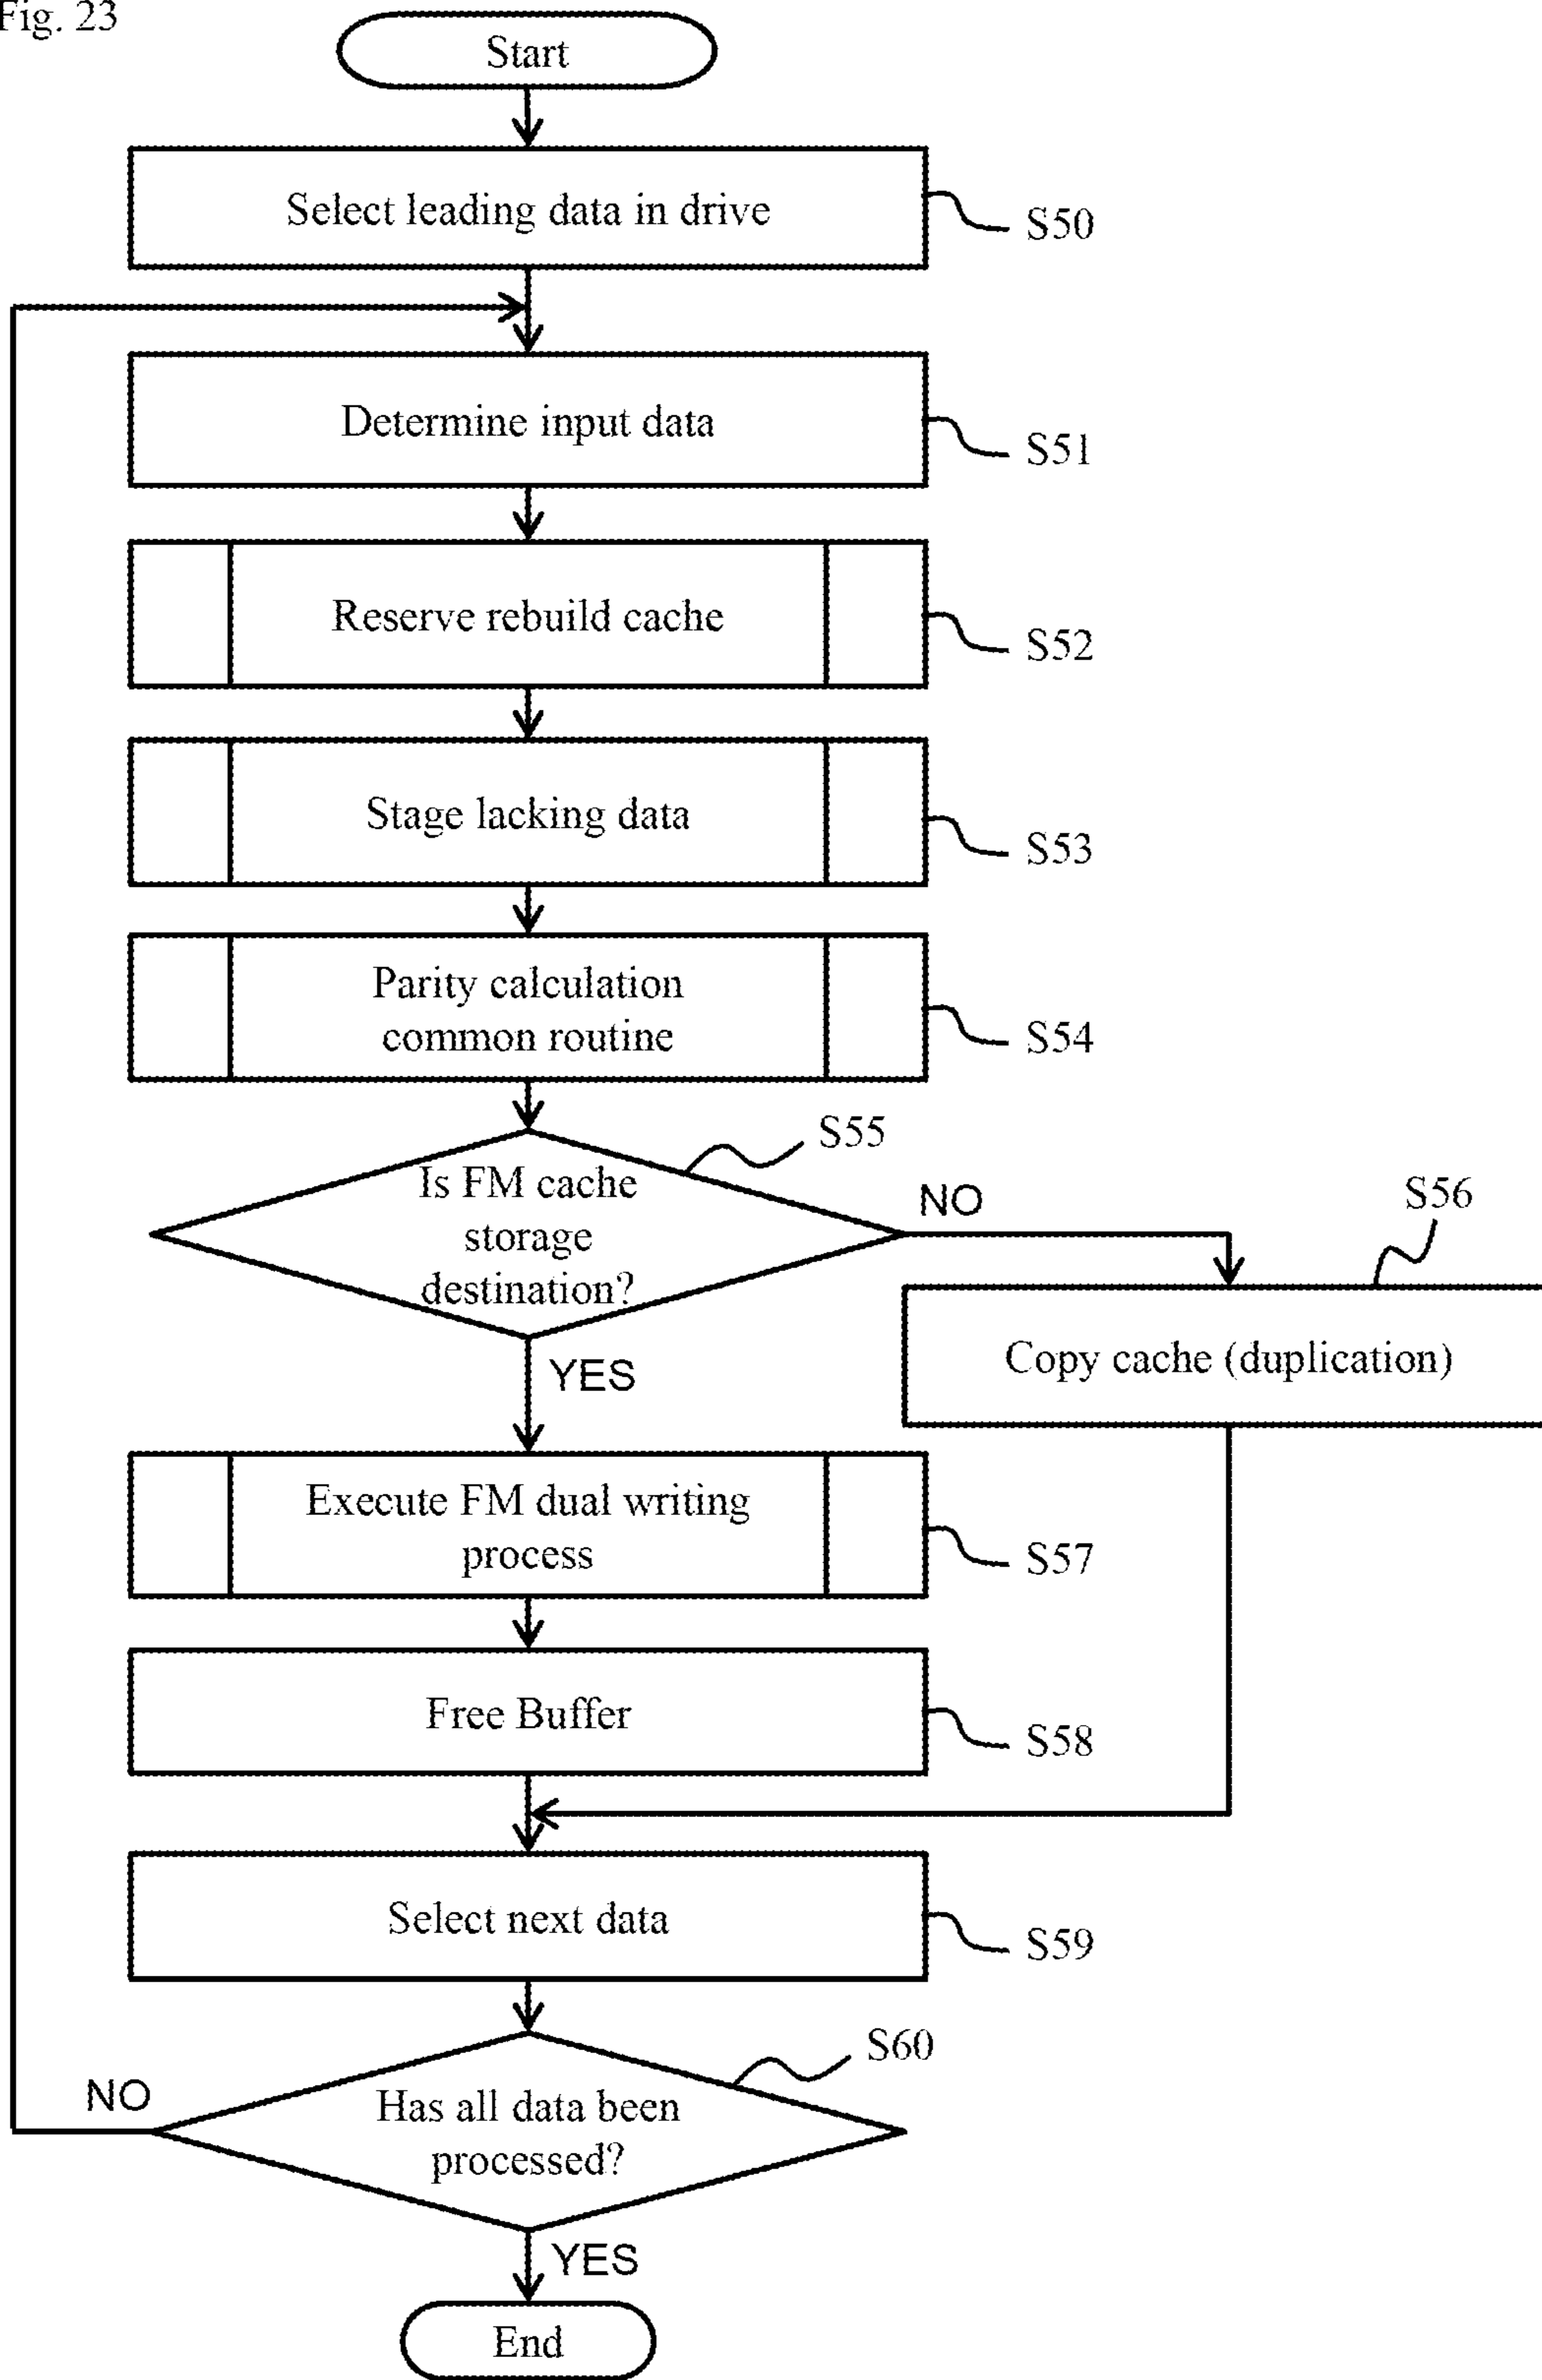 Fig. 23
Start
Select leading data in drive
S50
Determine input data
S51
Reserve rebuild cache
S52
Stage lacking data
S53
Parity calculation
common routine
S54
S55
Is FM cache
storage
destination?
NO
S56
Copy cache (duplication)
YES
Execute FM dual writing
process
S57
Free Buffer
S58
Select next data
S59
S60
NO
Has all data been
processed?
YES
End